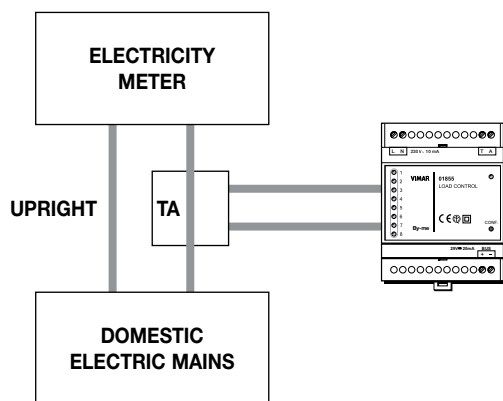 ELECTRICITY
METER
L N 230 V~ 10 mA T A
1
2
3
4
5
6
7
8
VIMAR
01855
LOAD CONTROL
CE
By-me
CONF.
29V 20mA BUS
+ -
UPRIGHT
TA
DOMESTIC
ELECTRIC MAINS